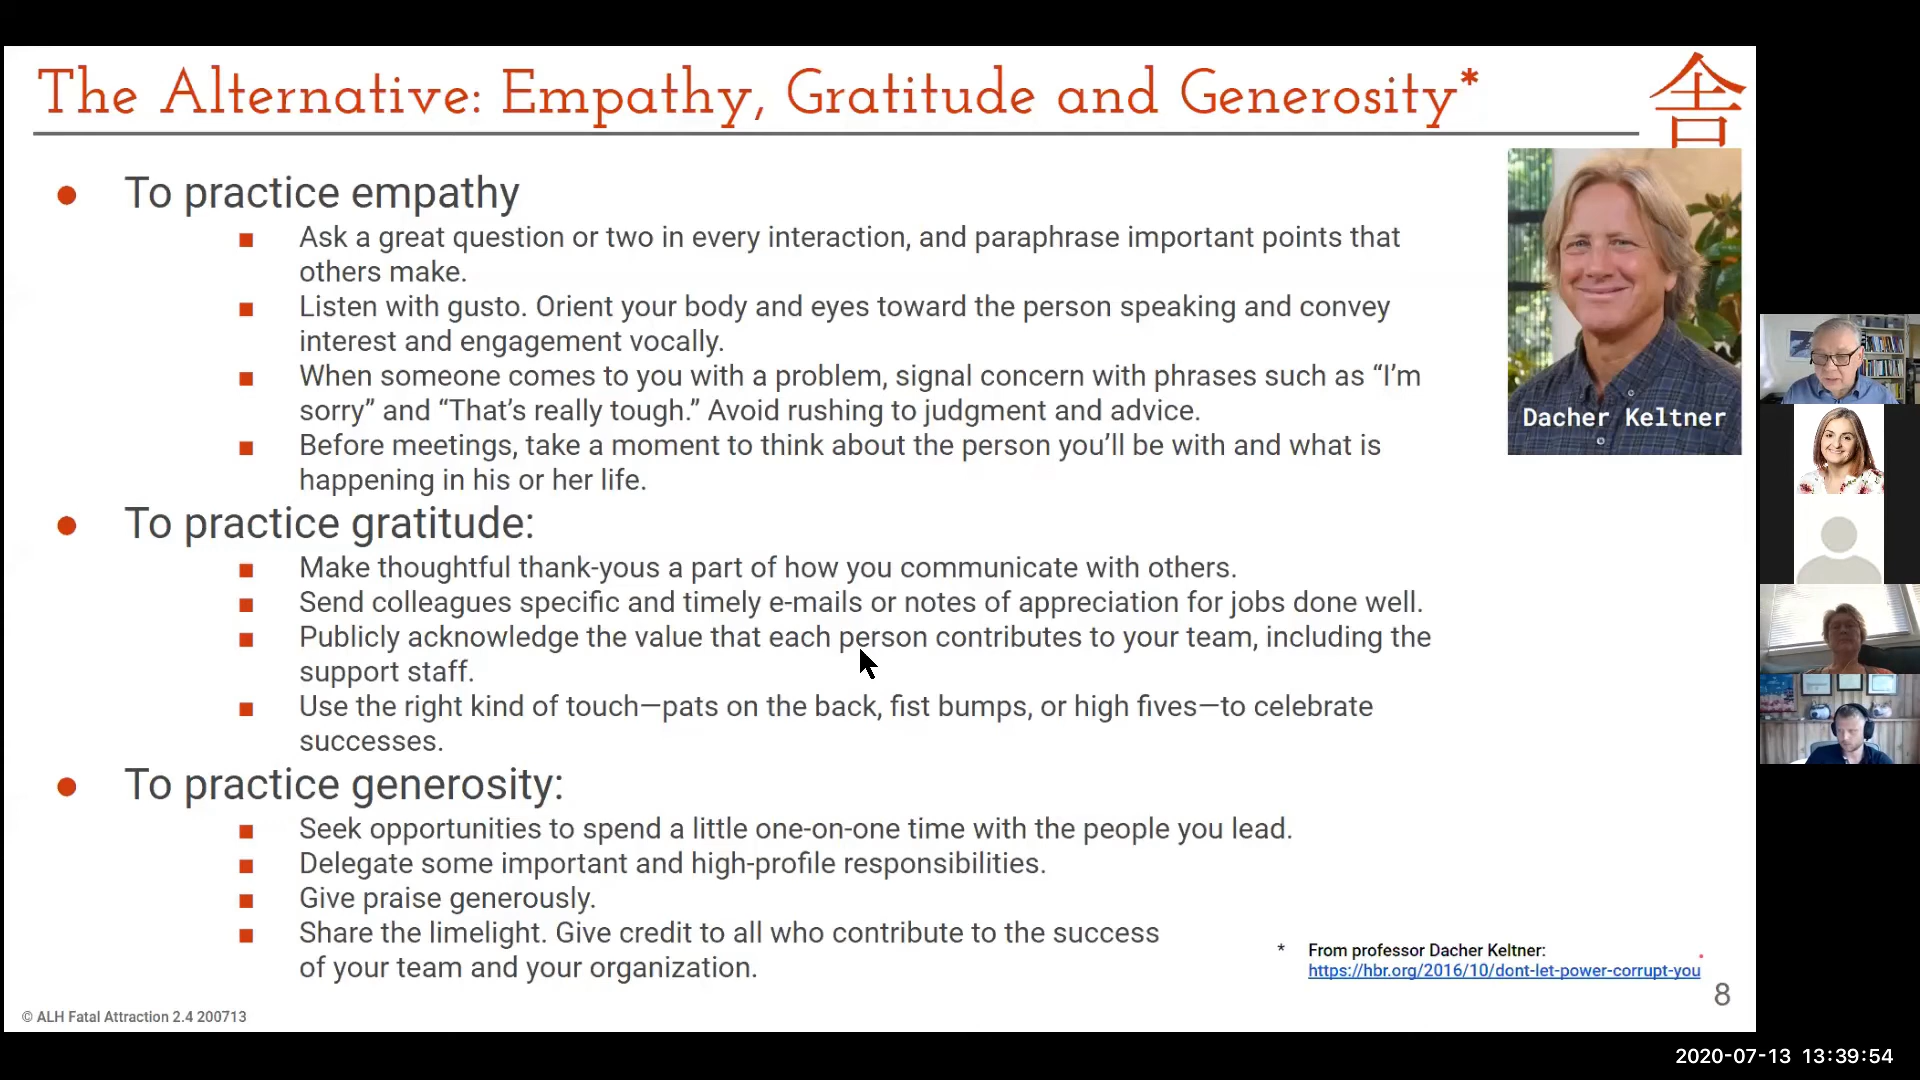 The Alternative: Empathy, Gratitude and Generosity*
舍
● To practice empathy
■ Ask a great question or two in every interaction, and paraphrase important points that
others make.
■ Listen with gusto. Orient your body and eyes toward the person speaking and convey
interest and engagement vocally.
■ When someone comes to you with a problem, signal concern with phrases such as “I’m
sorry” and “That’s really tough.” Avoid rushing to judgment and advice.
■ Before meetings, take a moment to think about the person you’ll be with and what is
happening in his or her life.
Dacher Keltner
● To practice gratitude:
■ Make thoughtful thank-yous a part of how you communicate with others.
■ Send colleagues specific and timely e-mails or notes of appreciation for jobs done well.
■ Publicly acknowledge the value that each person contributes to your team, including the
support staff.
■ Use the right kind of touch—pats on the back, fist bumps, or high fives—to celebrate
successes.
● To practice generosity:
■ Seek opportunities to spend a little one-on-one time with the people you lead.
■ Delegate some important and high-profile responsibilities.
■ Give praise generously.
■ Share the limelight. Give credit to all who contribute to the success
of your team and your organization.
* From professor Dacher Keltner:
https://hbr.org/2016/10/dont-let-power-corrupt-you
8
© ALH Fatal Attraction 2.4 200713
2020-07-13 13:39:54